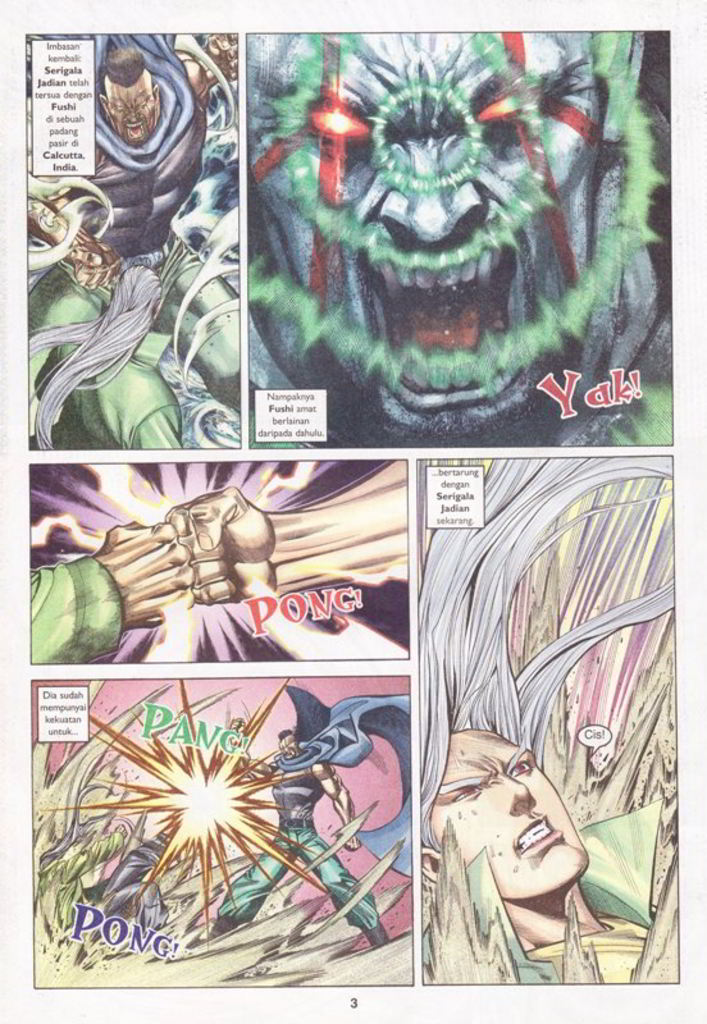 Imbasan
kembali:
Serigala
Jadian telah
tersua dengan
Fushi
di sebuah
padang
pasir di
Calcutta,
India.
Nampaknya
Fushi amat
berlainan
daripada dahulu.
Yak!
PONG!
Dia sudah
mempunyai
kekuatan
untuk...
PANG!
PONG!
...bertarung
dengan
Serigala
Jadian
sekarang.
Cis!
3